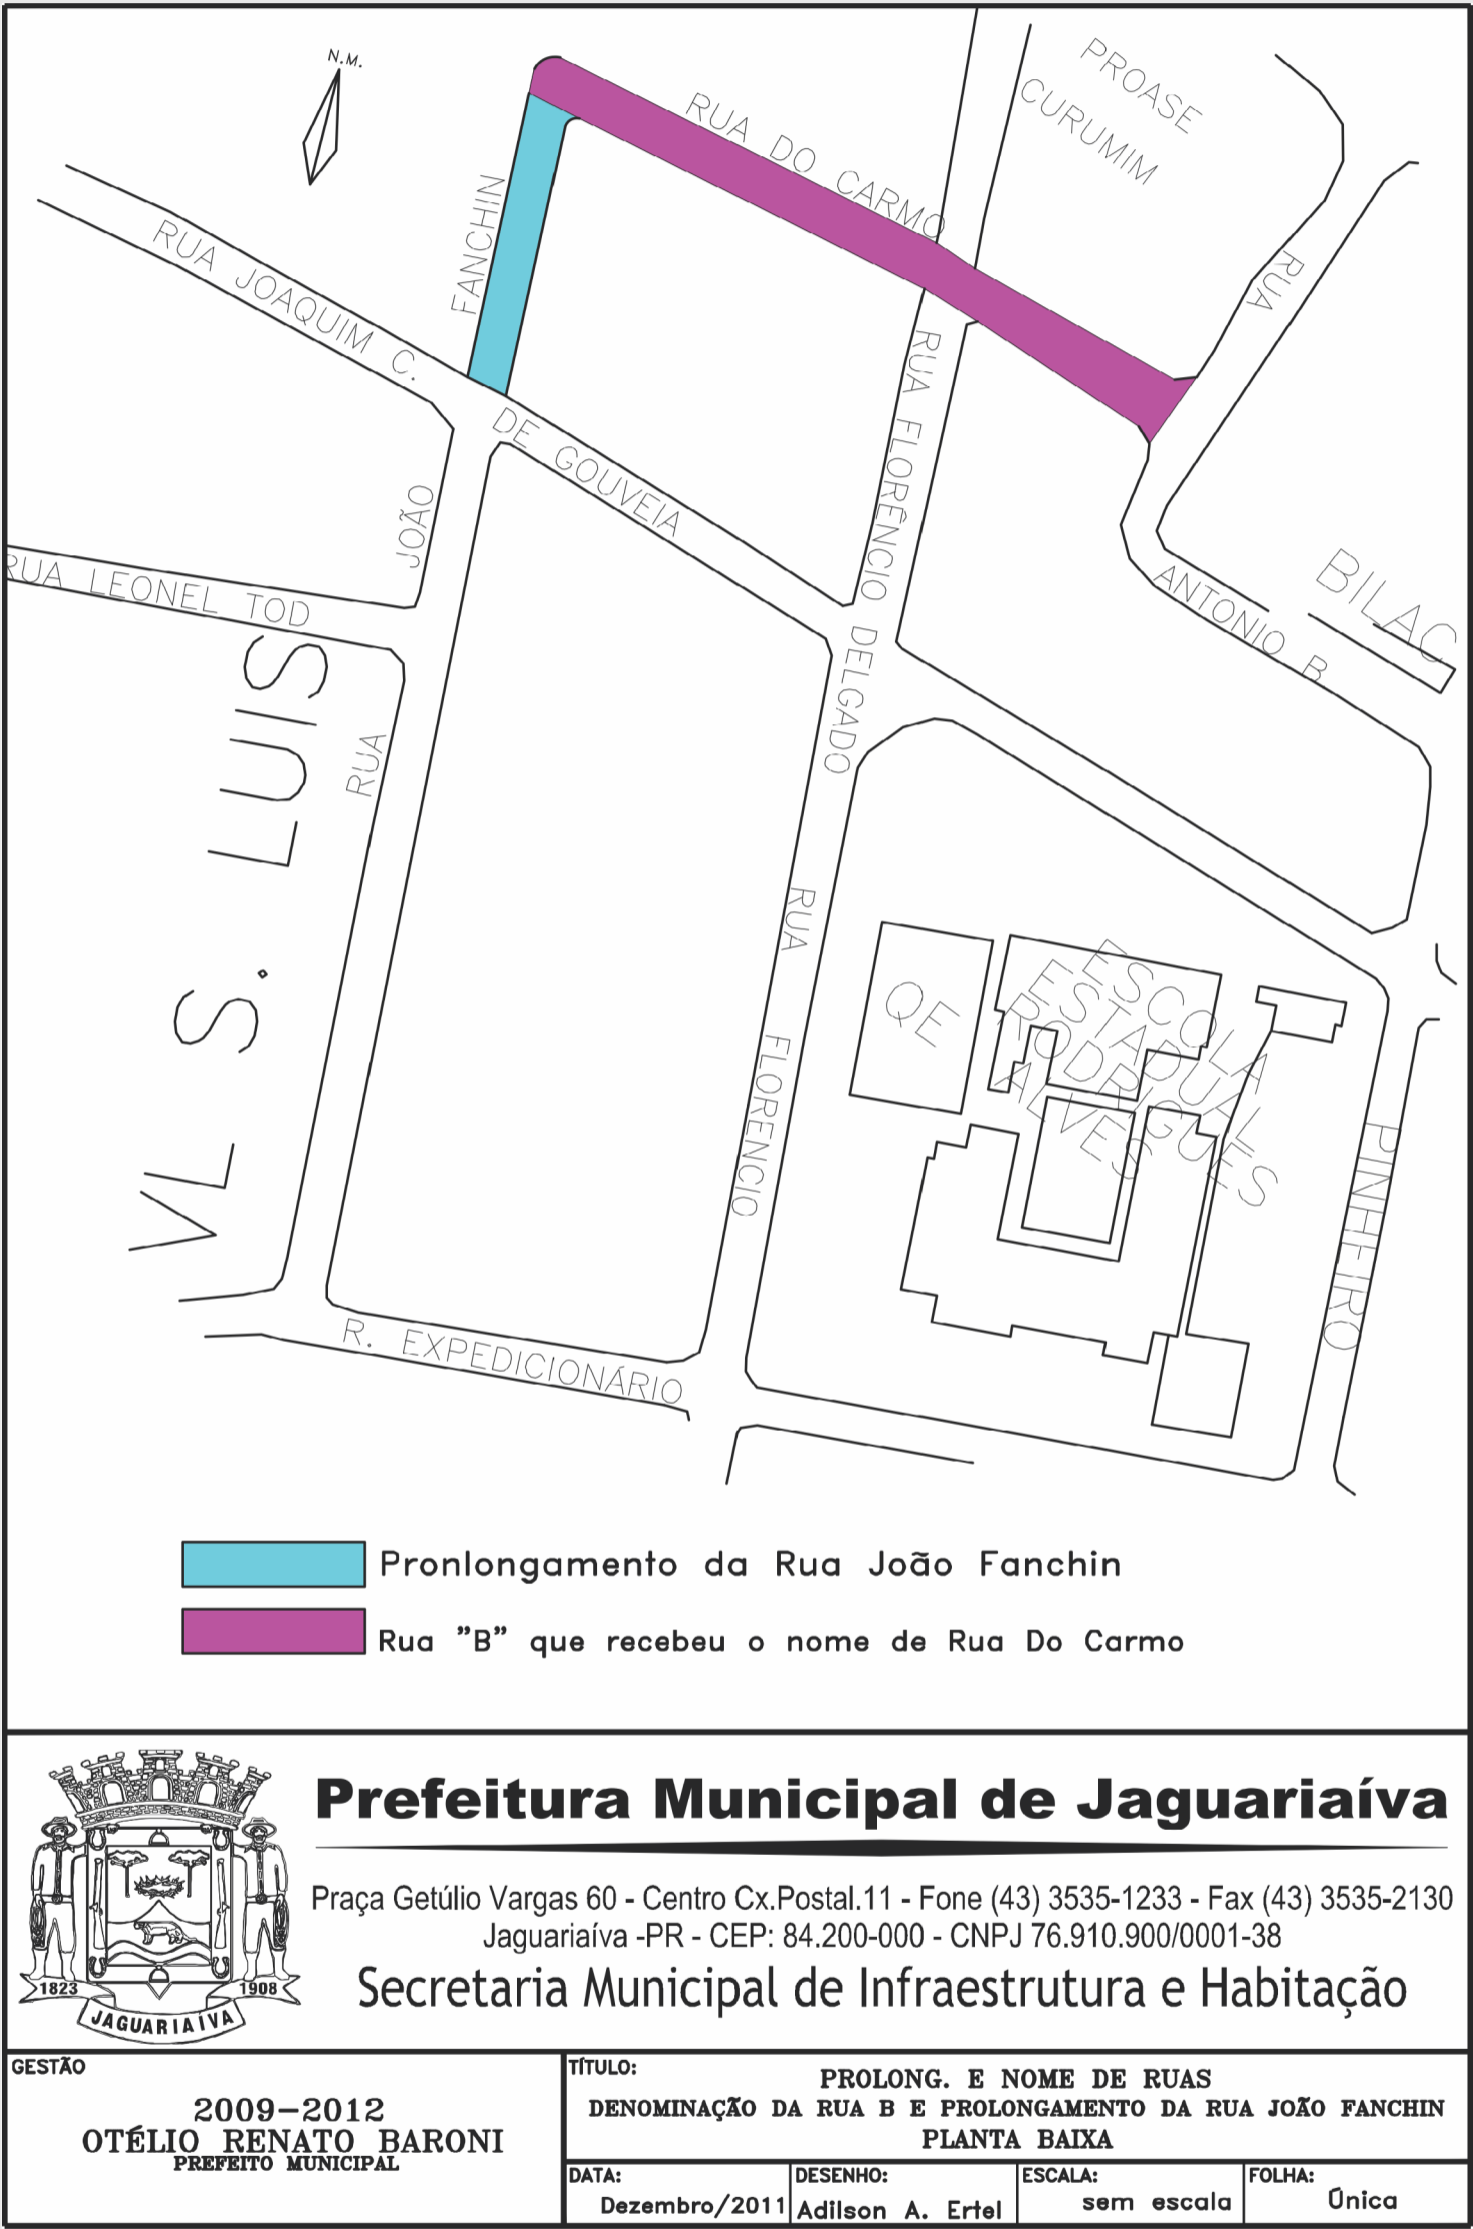 N.M.
PROASE
CURUMIM
RUA DO CARMO
FANCHIN
RUA JOAQUIM C.
DE GOUVEIA
RUA
RUA FLORÊNCIO DELGADO
JOÃO
RUA LEONEL TOD
BILAC
ANTONIO B
VL S. LUIS
RUA
RUA FLORENCIO
QE
ESCOLA
ESTADUAL
RODRIGUES
ALVES
PINHEIRO
R. EXPEDICIONÁRIO
Pronlongamento da Rua João Fanchin
Rua "B" que recebeu o nome de Rua Do Carmo
Prefeitura Municipal de Jaguariaíva
Praça Getúlio Vargas 60 - Centro Cx.Postal.11 - Fone (43) 3535-1233 - Fax (43) 3535-2130
Jaguariaíva -PR - CEP: 84.200-000 - CNPJ 76.910.900/0001-38
Secretaria Municipal de Infraestrutura e Habitação
1823
1908
JAGUARIAÍVA
GESTÃO
2009-2012
OTÉLIO RENATO BARONI
PREFEITO MUNICIPAL
TÍTULO:
PROLONG. E NOME DE RUAS
DENOMINAÇÃO DA RUA B E PROLONGAMENTO DA RUA JOÃO FANCHIN
PLANTA BAIXA
DATA:
Dezembro/2011
DESENHO:
Adilson A. Ertel
ESCALA:
sem escala
FOLHA:
Única